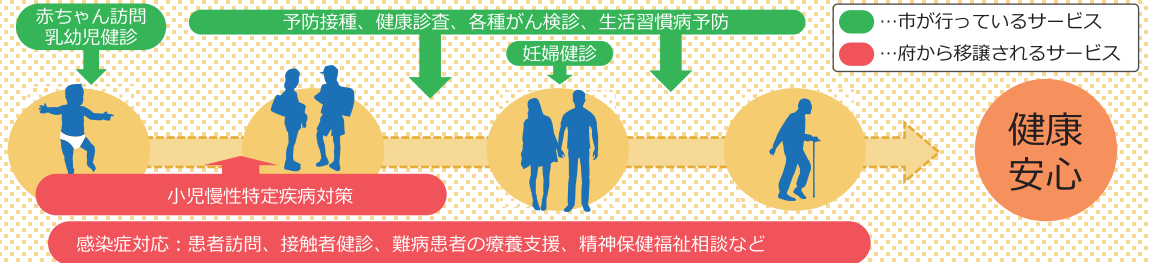 赤ちゃん訪問
乳幼児健診
予防接種、健康診査、各種がん検診、生活習慣病予防
妊婦健診
…市が行っているサービス
…府から移譲されるサービス
健康
安心
小児慢性特定疾病対策
感染症対応：患者訪問、接触者健診、難病患者の療養支援、精神保健福祉相談など